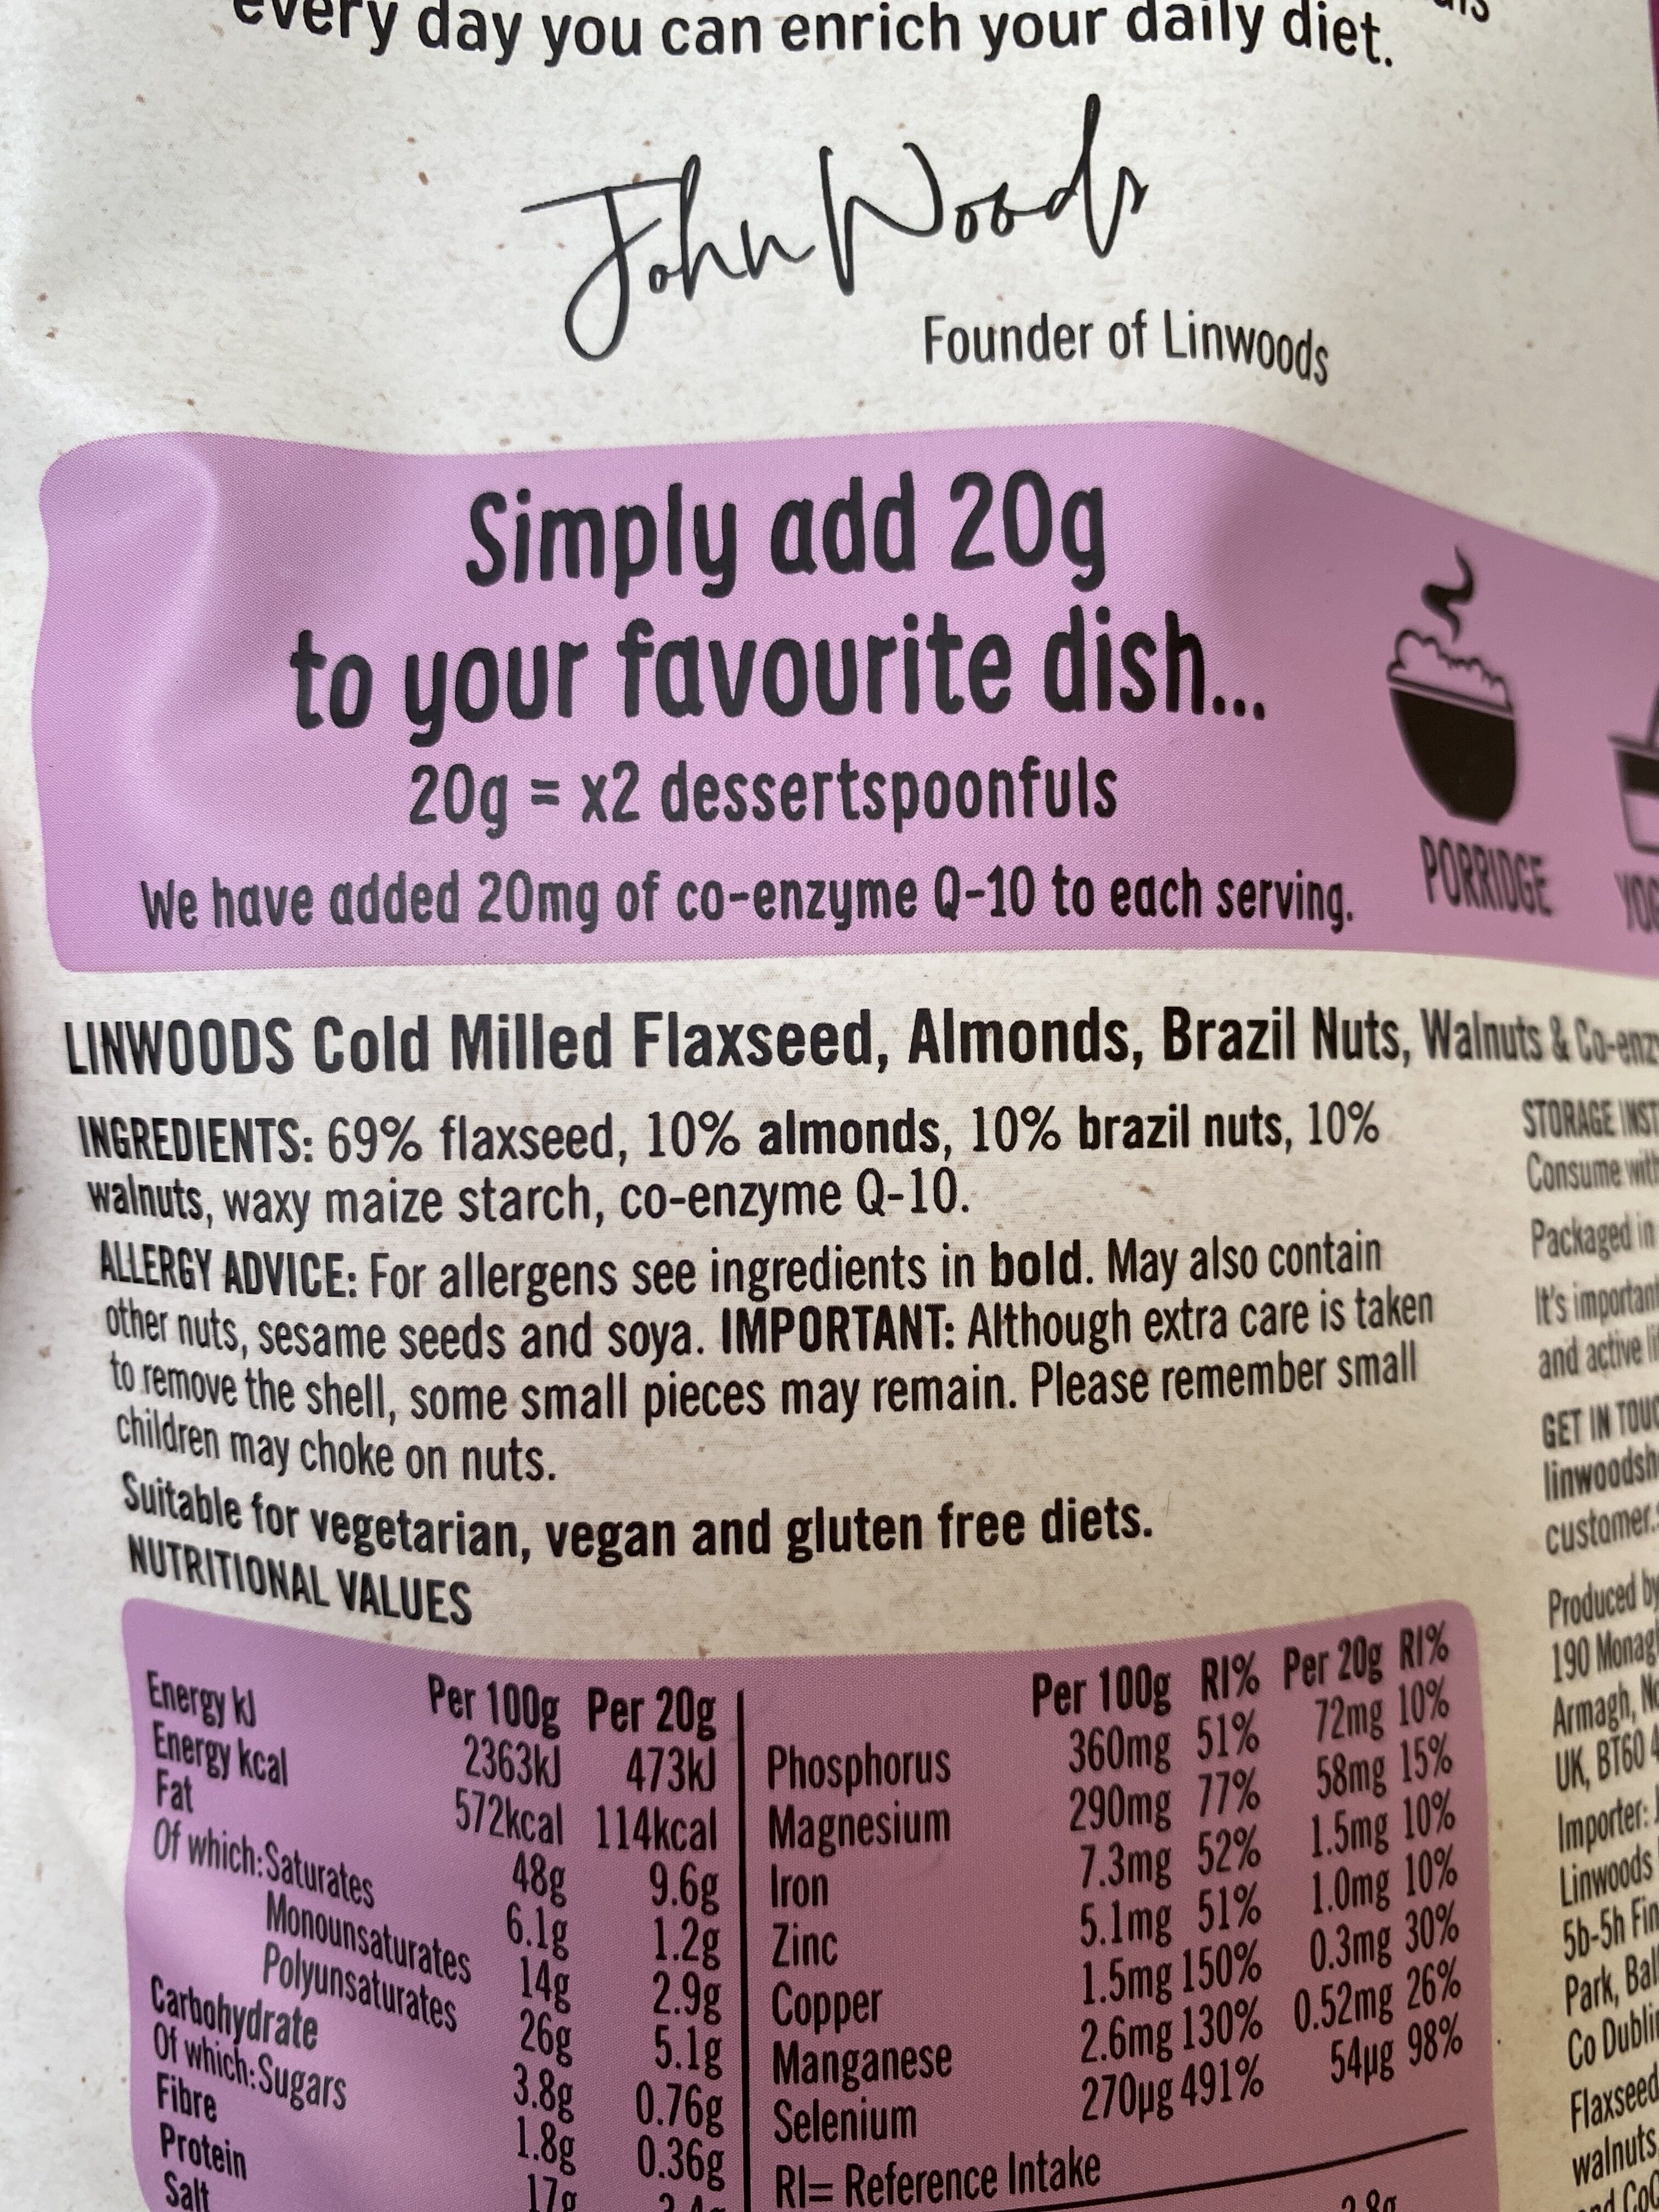 every day you can enrich your daily diet.
John Woods
Founder of Linwoods
Simply add 20g
to your favourite dish...
20g = x2 dessertspoonfuls
We have added 20mg of co-enzyme Q-10 to each serving.
PORRIDGE
LINWOODS Cold Milled Flaxseed, Almonds, Brazil Nuts, Walnuts &
INGREDIENTS: 69% flaxseed, 10% almonds, 10% brazil nuts, 10%
walnuts, waxy maize starch, co-enzyme Q-10.
ALLERGY ADVICE: For allergens see ingredients in bold. May also contain
other nuts, sesame seeds and soya. IMPORTANT: Although extra care is taken
to remove the shell, some small pieces may remain. Please remember small
children may choke on nuts.
Suitable for vegetarian, vegan and gluten free diets.
NUTRITIONAL VALUES
Per 100g Per 20g
Energy kJ 2363kJ 473kJ
Energy kcal 572kcal 114kcal
Fat 48g 9.6g
Of which: Saturates 6.1g 1.2g
Monounsaturates 14g 2.9g
Polyunsaturates 26g 5.1g
Carbohydrate 3.8g 0.76g
Of which: Sugars 1.8g 0.36g
Fibre 17g
Protein
Salt
Per 100g RI% Per 20g RI%
Phosphorus 360mg 51% 72mg 10%
Magnesium 290mg 77% 58mg 15%
Iron 7.3mg 52% 1.5mg 10%
Zinc 5.1mg 51% 1.0mg 10%
Copper 1.5mg 150% 0.3mg 30%
Manganese 2.6mg 130% 0.52mg 26%
Selenium 270µg 491% 54µg 98%
RI= Reference Intake
2.8g
STORAGE
Consume
Packaged in
It's important
and active
GET IN
Produced by
190
Armagh,
UK, BT60
Importer:
Linwoods
5b-5h
Park,
Co
Flaxseed
walnuts